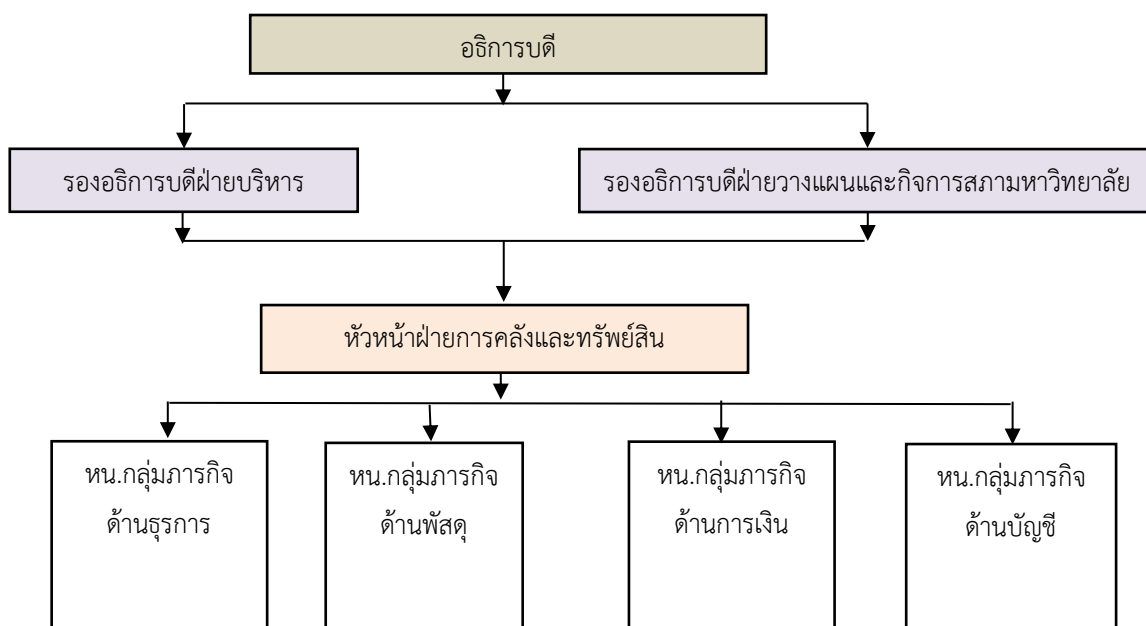 อธิการบดี
รองอธิการบดีฝ่ายบริหาร
รองอธิการบดีฝ่ายวางแผนและกิจการสภามหาวิทยาลัย
หัวหน้าฝ่ายการคลังและทรัพย์สิน
หน.กลุ่มภารกิจ
ด้านธุรการ
หน.กลุ่มภารกิจ
ด้านพัสดุ
หน.กลุ่มภารกิจ
ด้านการเงิน
หน.กลุ่มภารกิจ
ด้านบัญชี